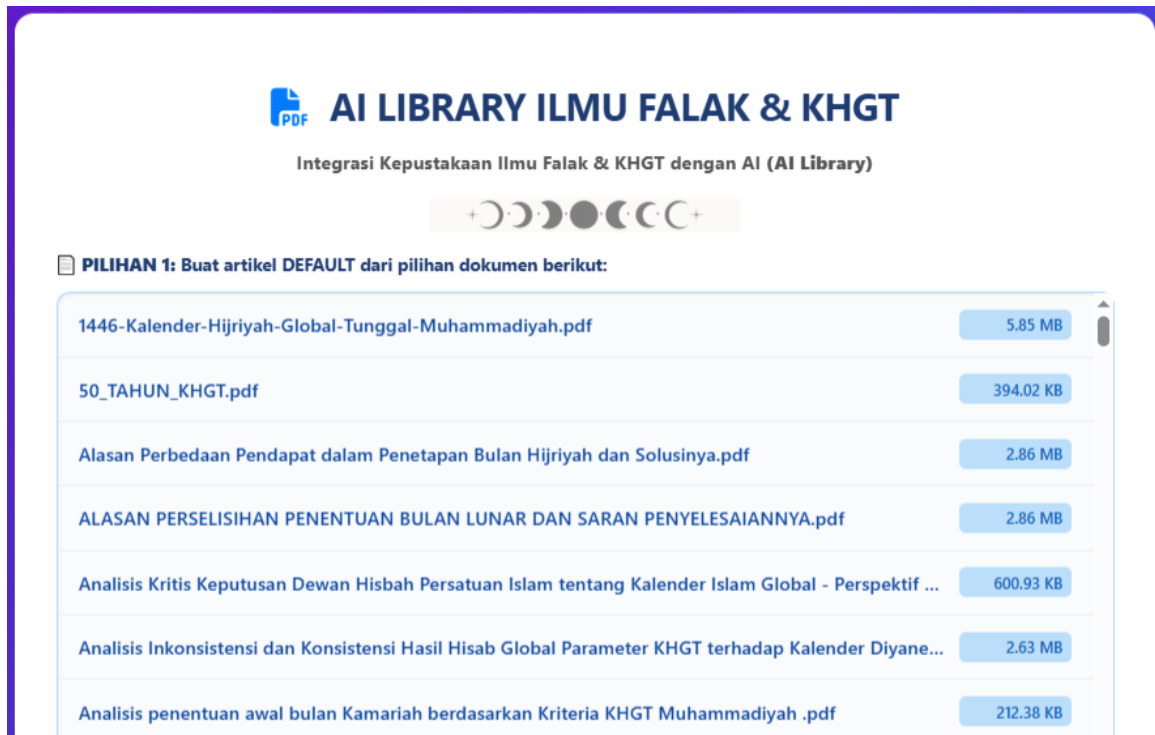 PDF
AI LIBRARY ILMU FALAK & KHGT
Integrasi Kepustakaan Ilmu Falak & KHGT dengan AI (AI Library)
PILIHAN 1: Buat artikel DEFAULT dari pilihan dokumen berikut:
1446-Kalender-Hijriyah-Global-Tunggal-Muhammadiyah.pdf 5.85 MB
50_TAHUN_KHGT.pdf 394.02 KB
Alasan Perbedaan Pendapat dalam Penetapan Bulan Hijriyah dan Solusinya.pdf 2.86 MB
ALASAN PERSELISIHAN PENENTUAN BULAN LUNAR DAN SARAN PENYELESAIANNYA.pdf 2.86 MB
Analisis Kritis Keputusan Dewan Hisbah Persatuan Islam tentang Kalender Islam Global - Perspektif ... 600.93 KB
Analisis Inkonsistensi dan Konsistensi Hasil Hisab Global Parameter KHGT terhadap Kalender Diyane... 2.63 MB
Analisis penentuan awal bulan Kamariah berdasarkan Kriteria KHGT Muhammadiyah .pdf 212.38 KB